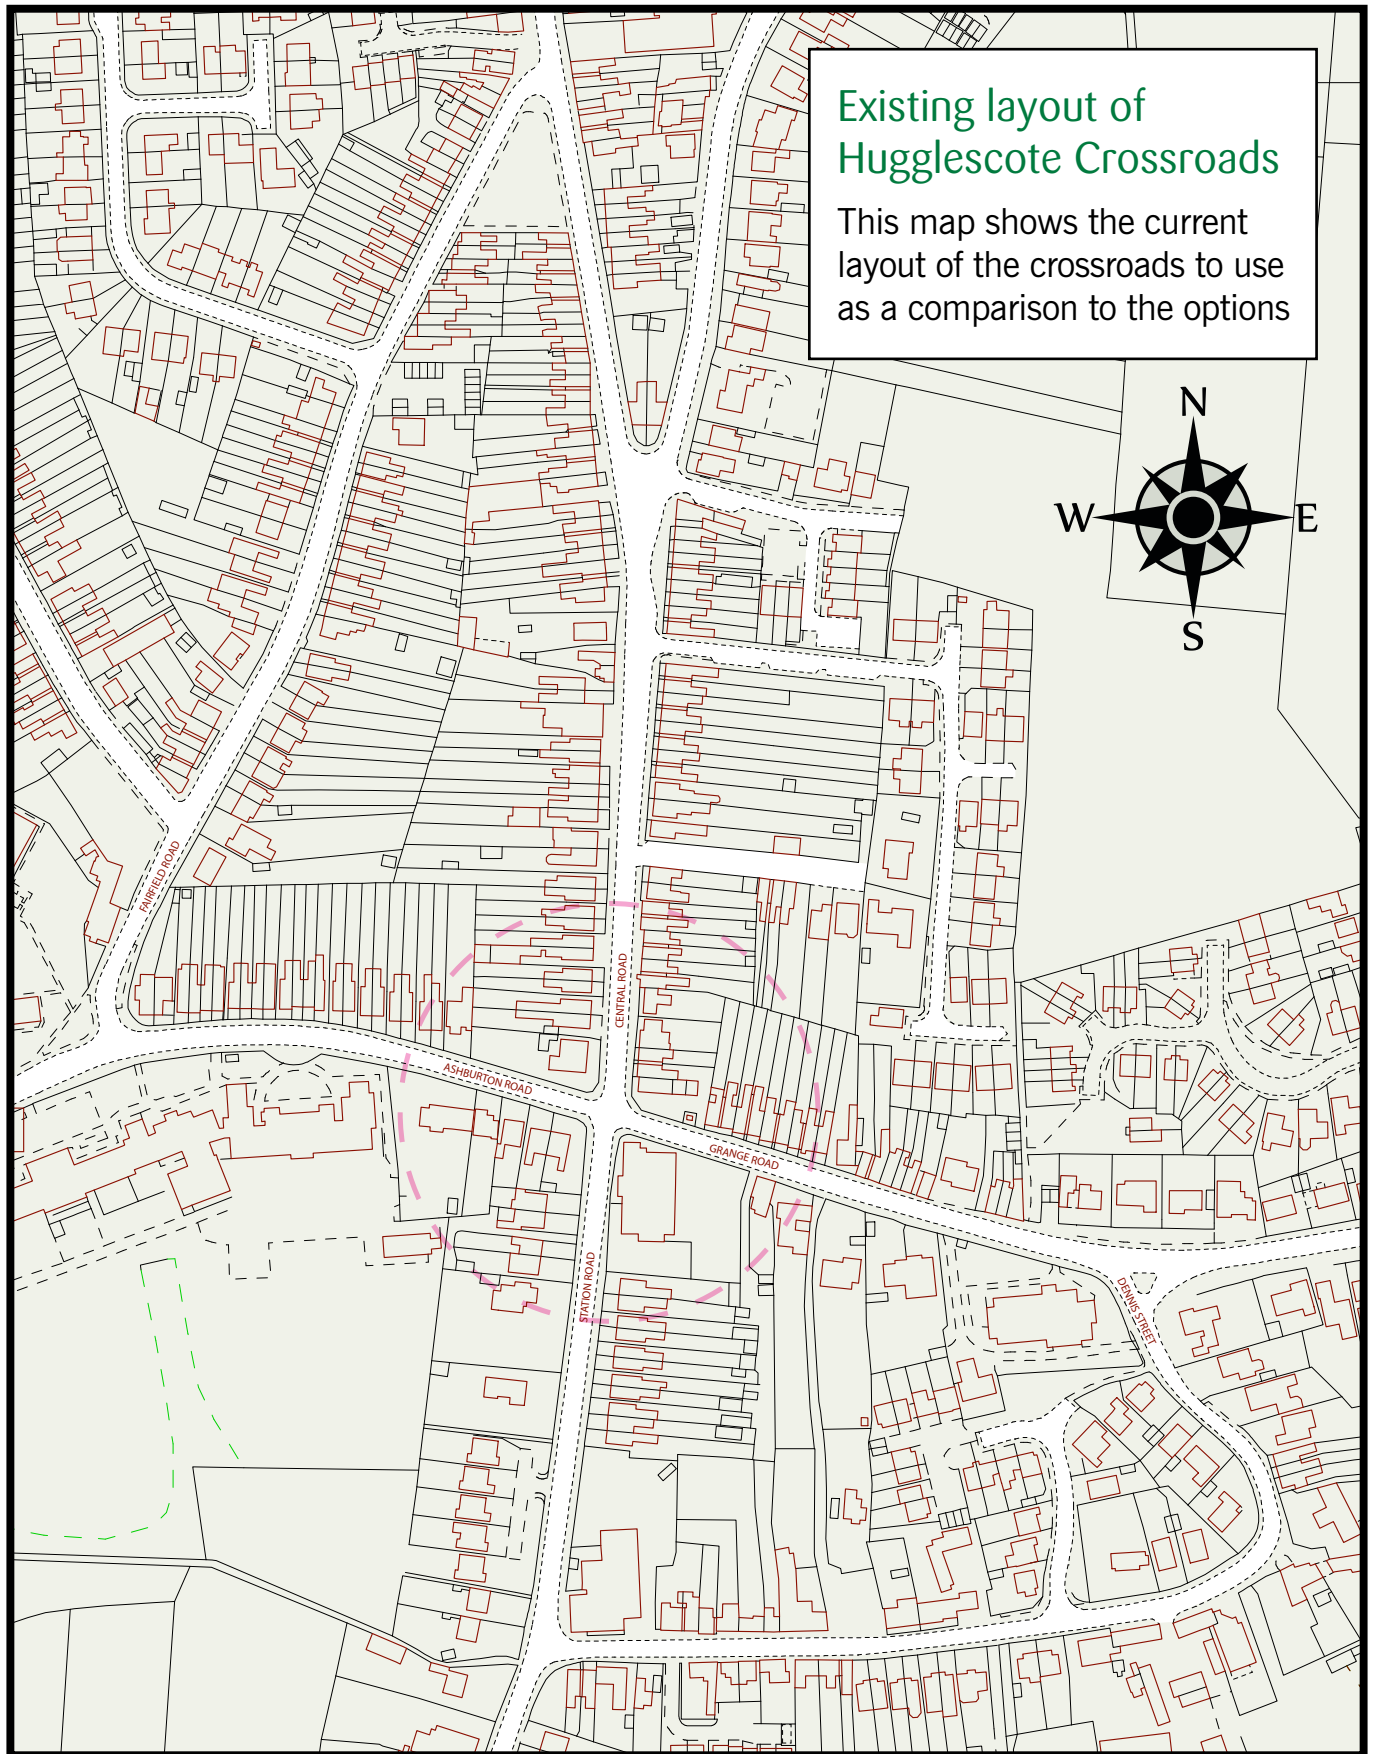 Existing layout of
Hugglescote Crossroads
This map shows the current
layout of the crossroads to use
as a comparison to the options
N
W
E
S
FAIRFIELD ROAD
CENTRAL ROAD
ASHBURTON ROAD
GRANGE ROAD
STATION ROAD
DENNIS STREET